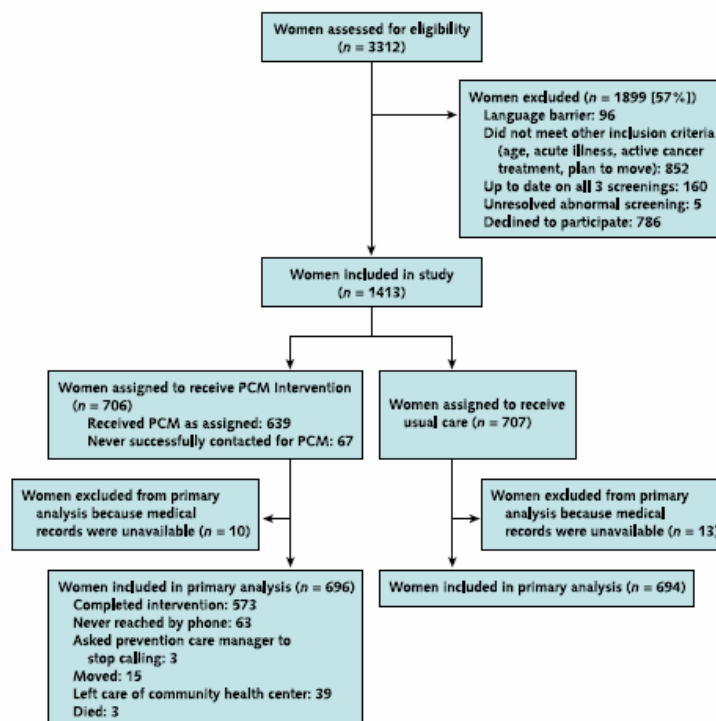 Women assessed for eligibility
(n = 3312)
Women excluded (n = 1899 [57%])
Language barrier: 96
Did not meet other inclusion criteria
(age, acute illness, active cancer
treatment, plan to move): 852
Up to date on all 3 screenings: 160
Unresolved abnormal screening: 5
Declined to participate: 786
Women included in study
(n = 1413)
Women assigned to receive PCM Intervention
(n = 706)
Received PCM as assigned: 639
Never successfully contacted for PCM: 67
Women assigned to receive
usual care (n = 707)
Women excluded from primary
analysis because medical
records were unavailable (n = 10)
Women excluded from primary
analysis because medical
records were unavailable (n = 13)
Women included in primary analysis (n = 696)
Completed intervention: 573
Never reached by phone: 63
Asked prevention care manager to
stop calling: 3
Moved: 15
Left care of community health center: 39
Died: 3
Women included in primary analysis (n = 694)